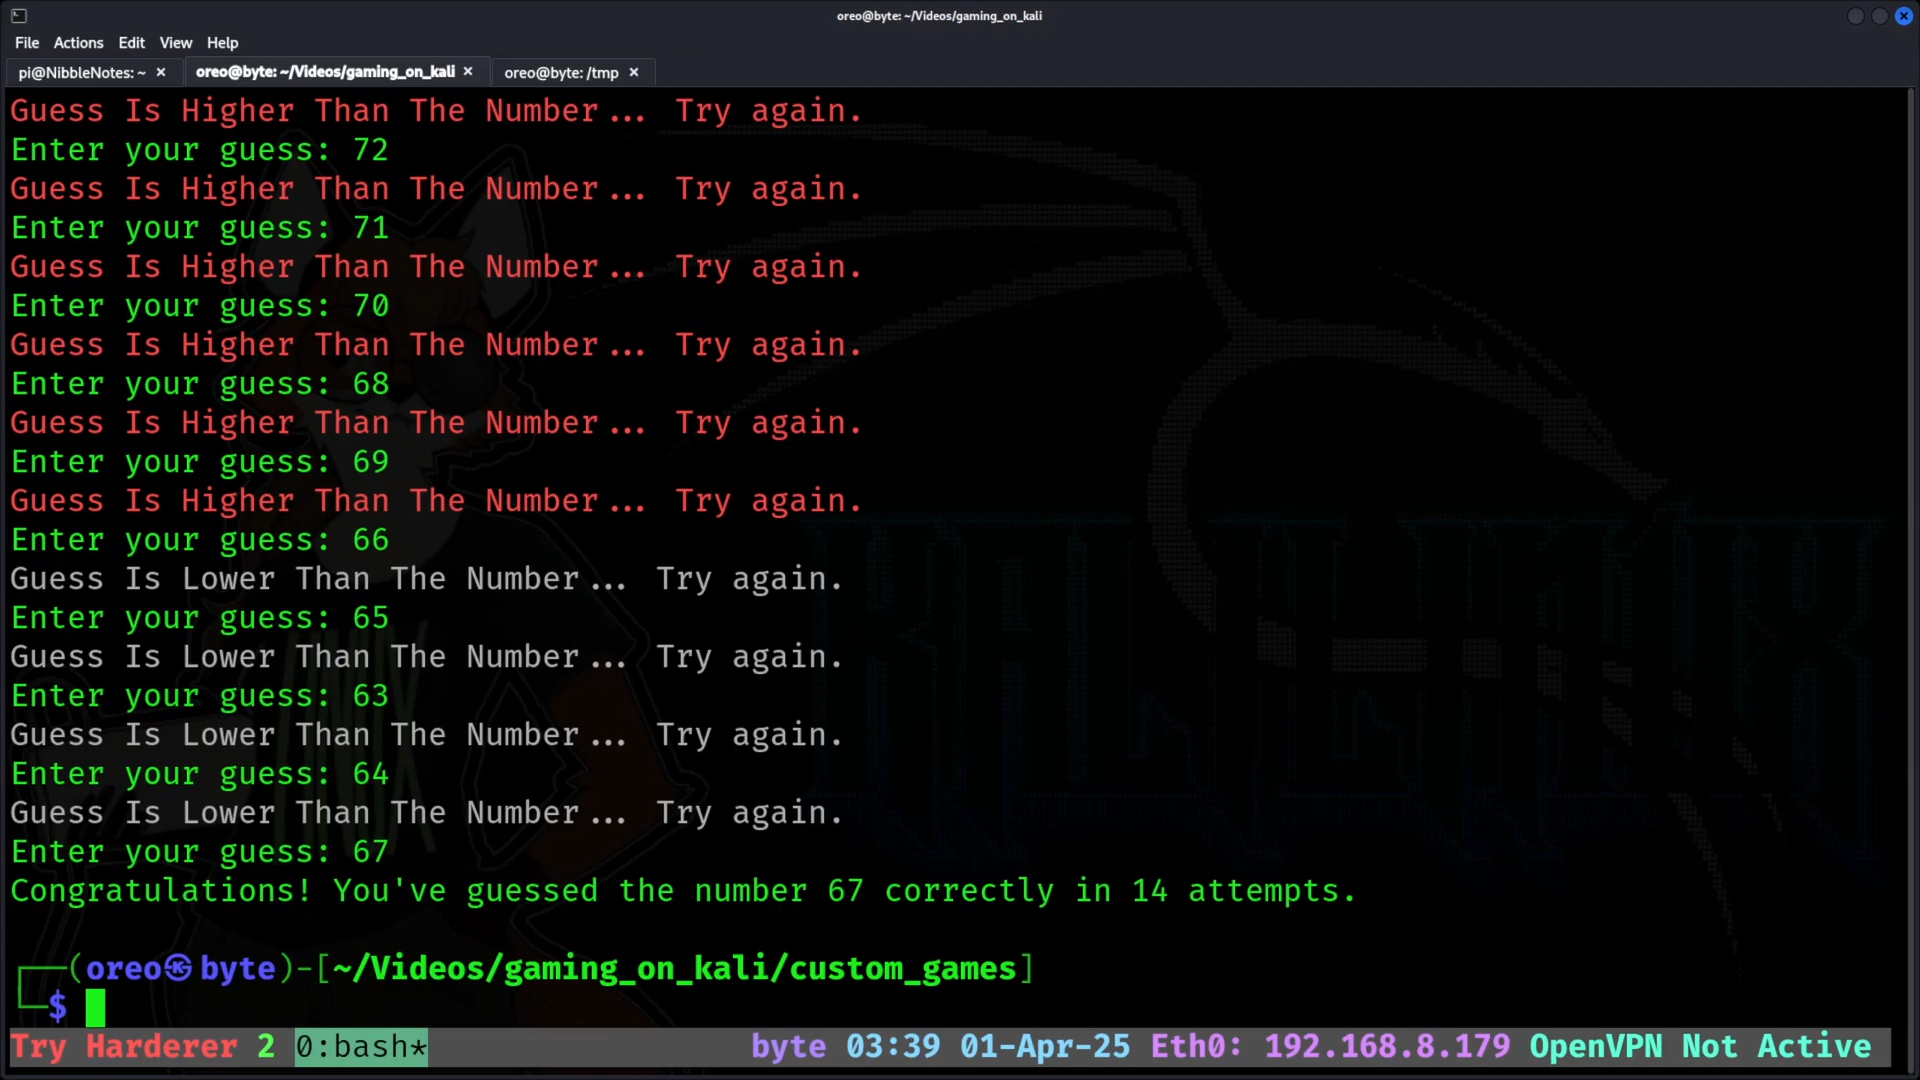 oreo@byte: ~/Videos/gaming_on_kali
File Actions Edit View Help
pi@NibbleNotes: ~ × oreo@byte: ~/Videos/gaming_on_kali × oreo@byte: /tmp ×
Guess Is Higher Than The Number... Try again.
Enter your guess: 72
Guess Is Higher Than The Number... Try again.
Enter your guess: 71
Guess Is Higher Than The Number... Try again.
Enter your guess: 70
Guess Is Higher Than The Number... Try again.
Enter your guess: 68
Guess Is Higher Than The Number... Try again.
Enter your guess: 69
Guess Is Higher Than The Number... Try again.
Enter your guess: 66
Guess Is Lower Than The Number... Try again.
Enter your guess: 65
Guess Is Lower Than The Number... Try again.
Enter your guess: 63
Guess Is Lower Than The Number... Try again.
Enter your guess: 64
Guess Is Lower Than The Number... Try again.
Enter your guess: 67
Congratulations! You've guessed the number 67 correctly in 14 attempts.
┌──(oreo㉿byte)-[~/Videos/gaming_on_kali/custom_games]
└─$
Try Harderer 2 0:bash* byte 03:39 01-Apr-25 Eth0: 192.168.8.179 OpenVPN Not Active
KALI LINUX